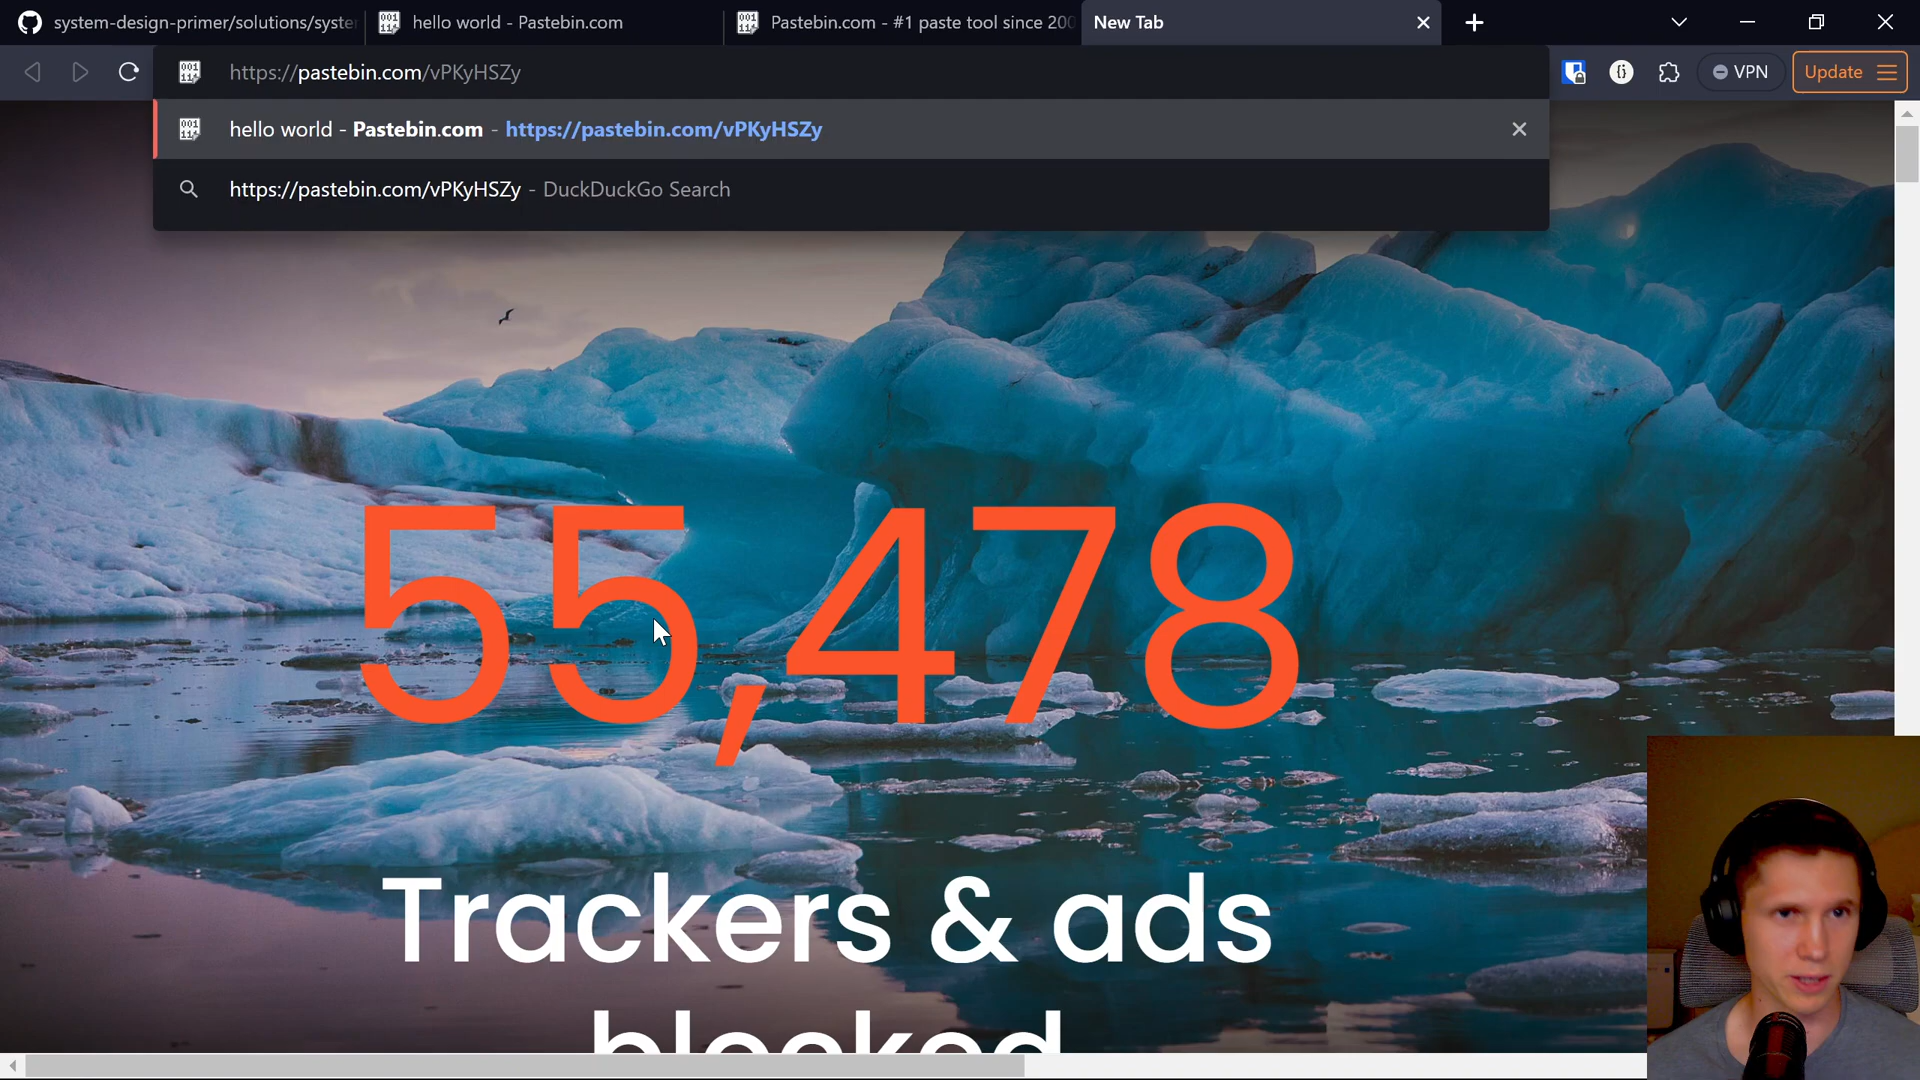 system-design-primer/solutions/syste
hello world - Pastebin.com
Pastebin.com - #1 paste tool since 200
New Tab
https://pastebin.com/vPKyHSZy
VPN
Update
hello world - Pastebin.com - https://pastebin.com/vPKyHSZy
https://pastebin.com/vPKyHSZy - DuckDuckGo Search
55,478
Trackers & ads
blocked